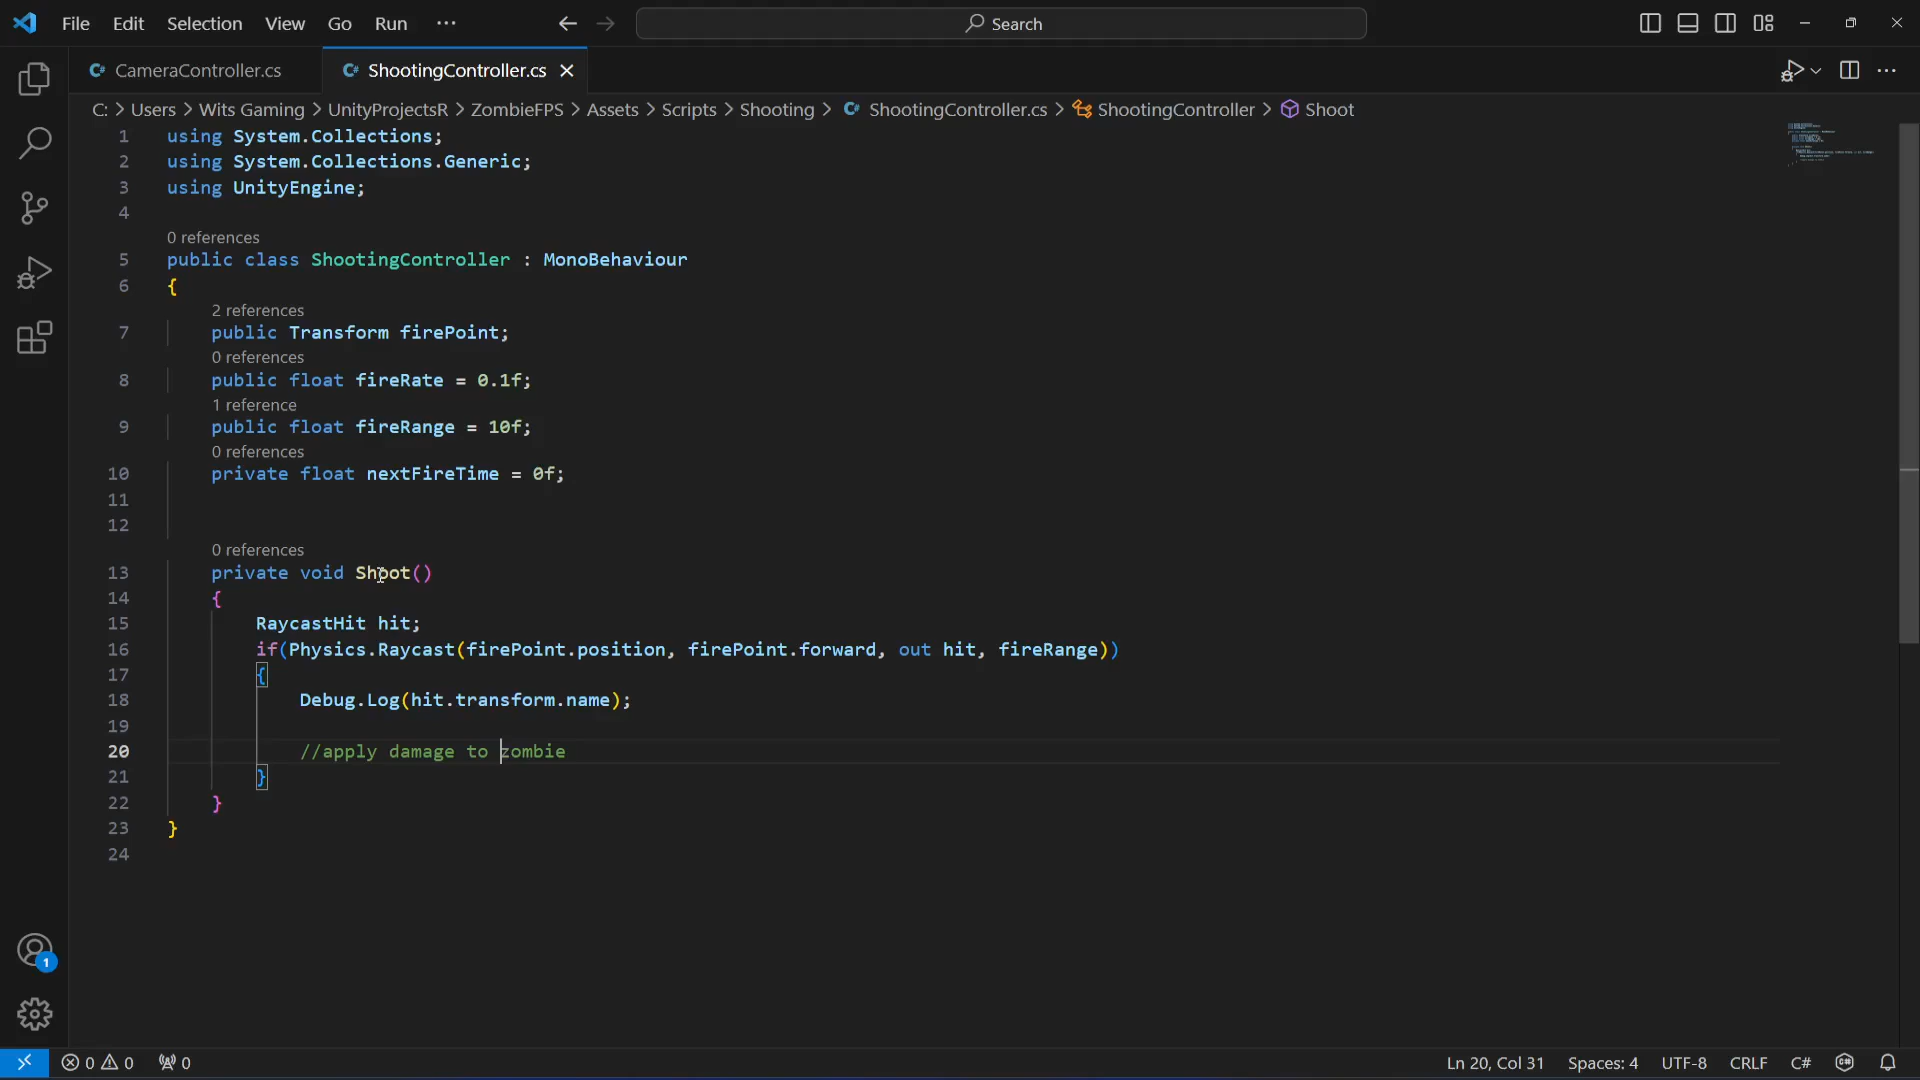 File Edit Selection View Go Run ··· Search
CameraController.cs ShootingController.cs
C: > Users > Wits Gaming > UnityProjectsR > ZombieFPS > Assets > Scripts > Shooting > ShootingController.cs > ShootingController > Shoot
1 using System.Collections;
2 using System.Collections.Generic;
3 using UnityEngine;
4
0 references
5 public class ShootingController : MonoBehaviour
6 {
2 references
7 public Transform firePoint;
0 references
8 public float fireRate = 0.1f;
1 reference
9 public float fireRange = 10f;
0 references
10 private float nextFireTime = 0f;
11
12
0 references
13 private void Shoot()
14 {
15 RaycastHit hit;
16 if(Physics.Raycast(firePoint.position, firePoint.forward, out hit, fireRange))
17 {
18 Debug.Log(hit.transform.name);
19
20 //apply damage to zombie
21 }
22 }
23 }
24
1
0 0 0 Ln 20, Col 31 Spaces: 4 UTF-8 CRLF C#